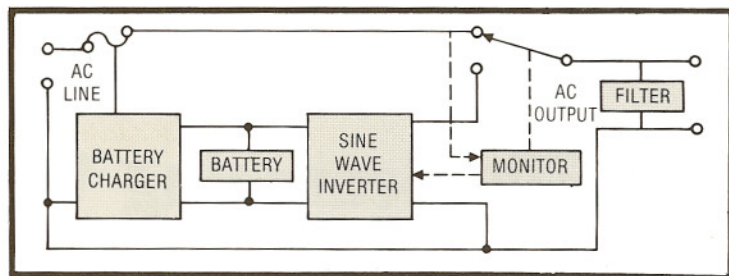 AC
LINE
BATTERY
CHARGER
BATTERY
SINE
WAVE
INVERTER
MONITOR
AC
OUTPUT
FILTER